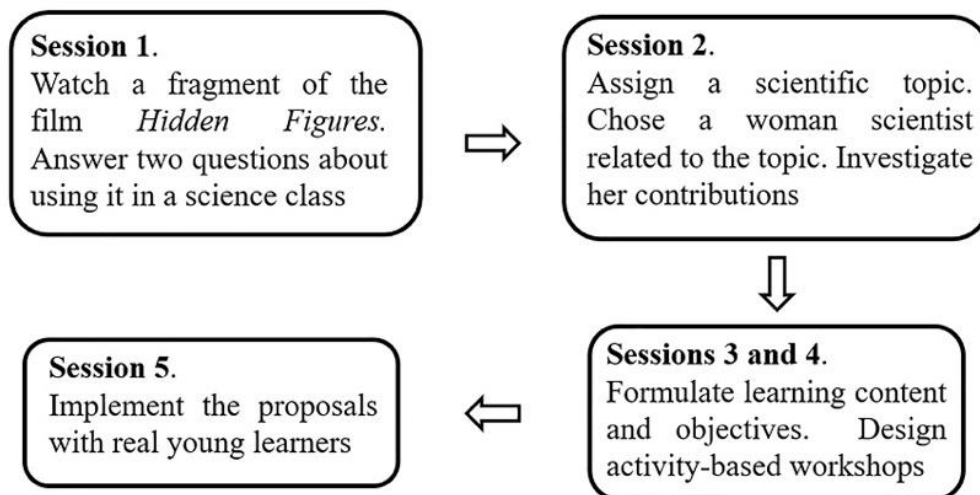 Session 1.
Watch a fragment of the
film Hidden Figures.
Answer two questions about
using it in a science class
Session 2.
Assign a scientific topic.
Chose a woman scientist
related to the topic. Investigate
her contributions
Sessions 3 and 4.
Formulate learning content
and objectives. Design
activity-based workshops
Session 5.
Implement the proposals
with real young learners